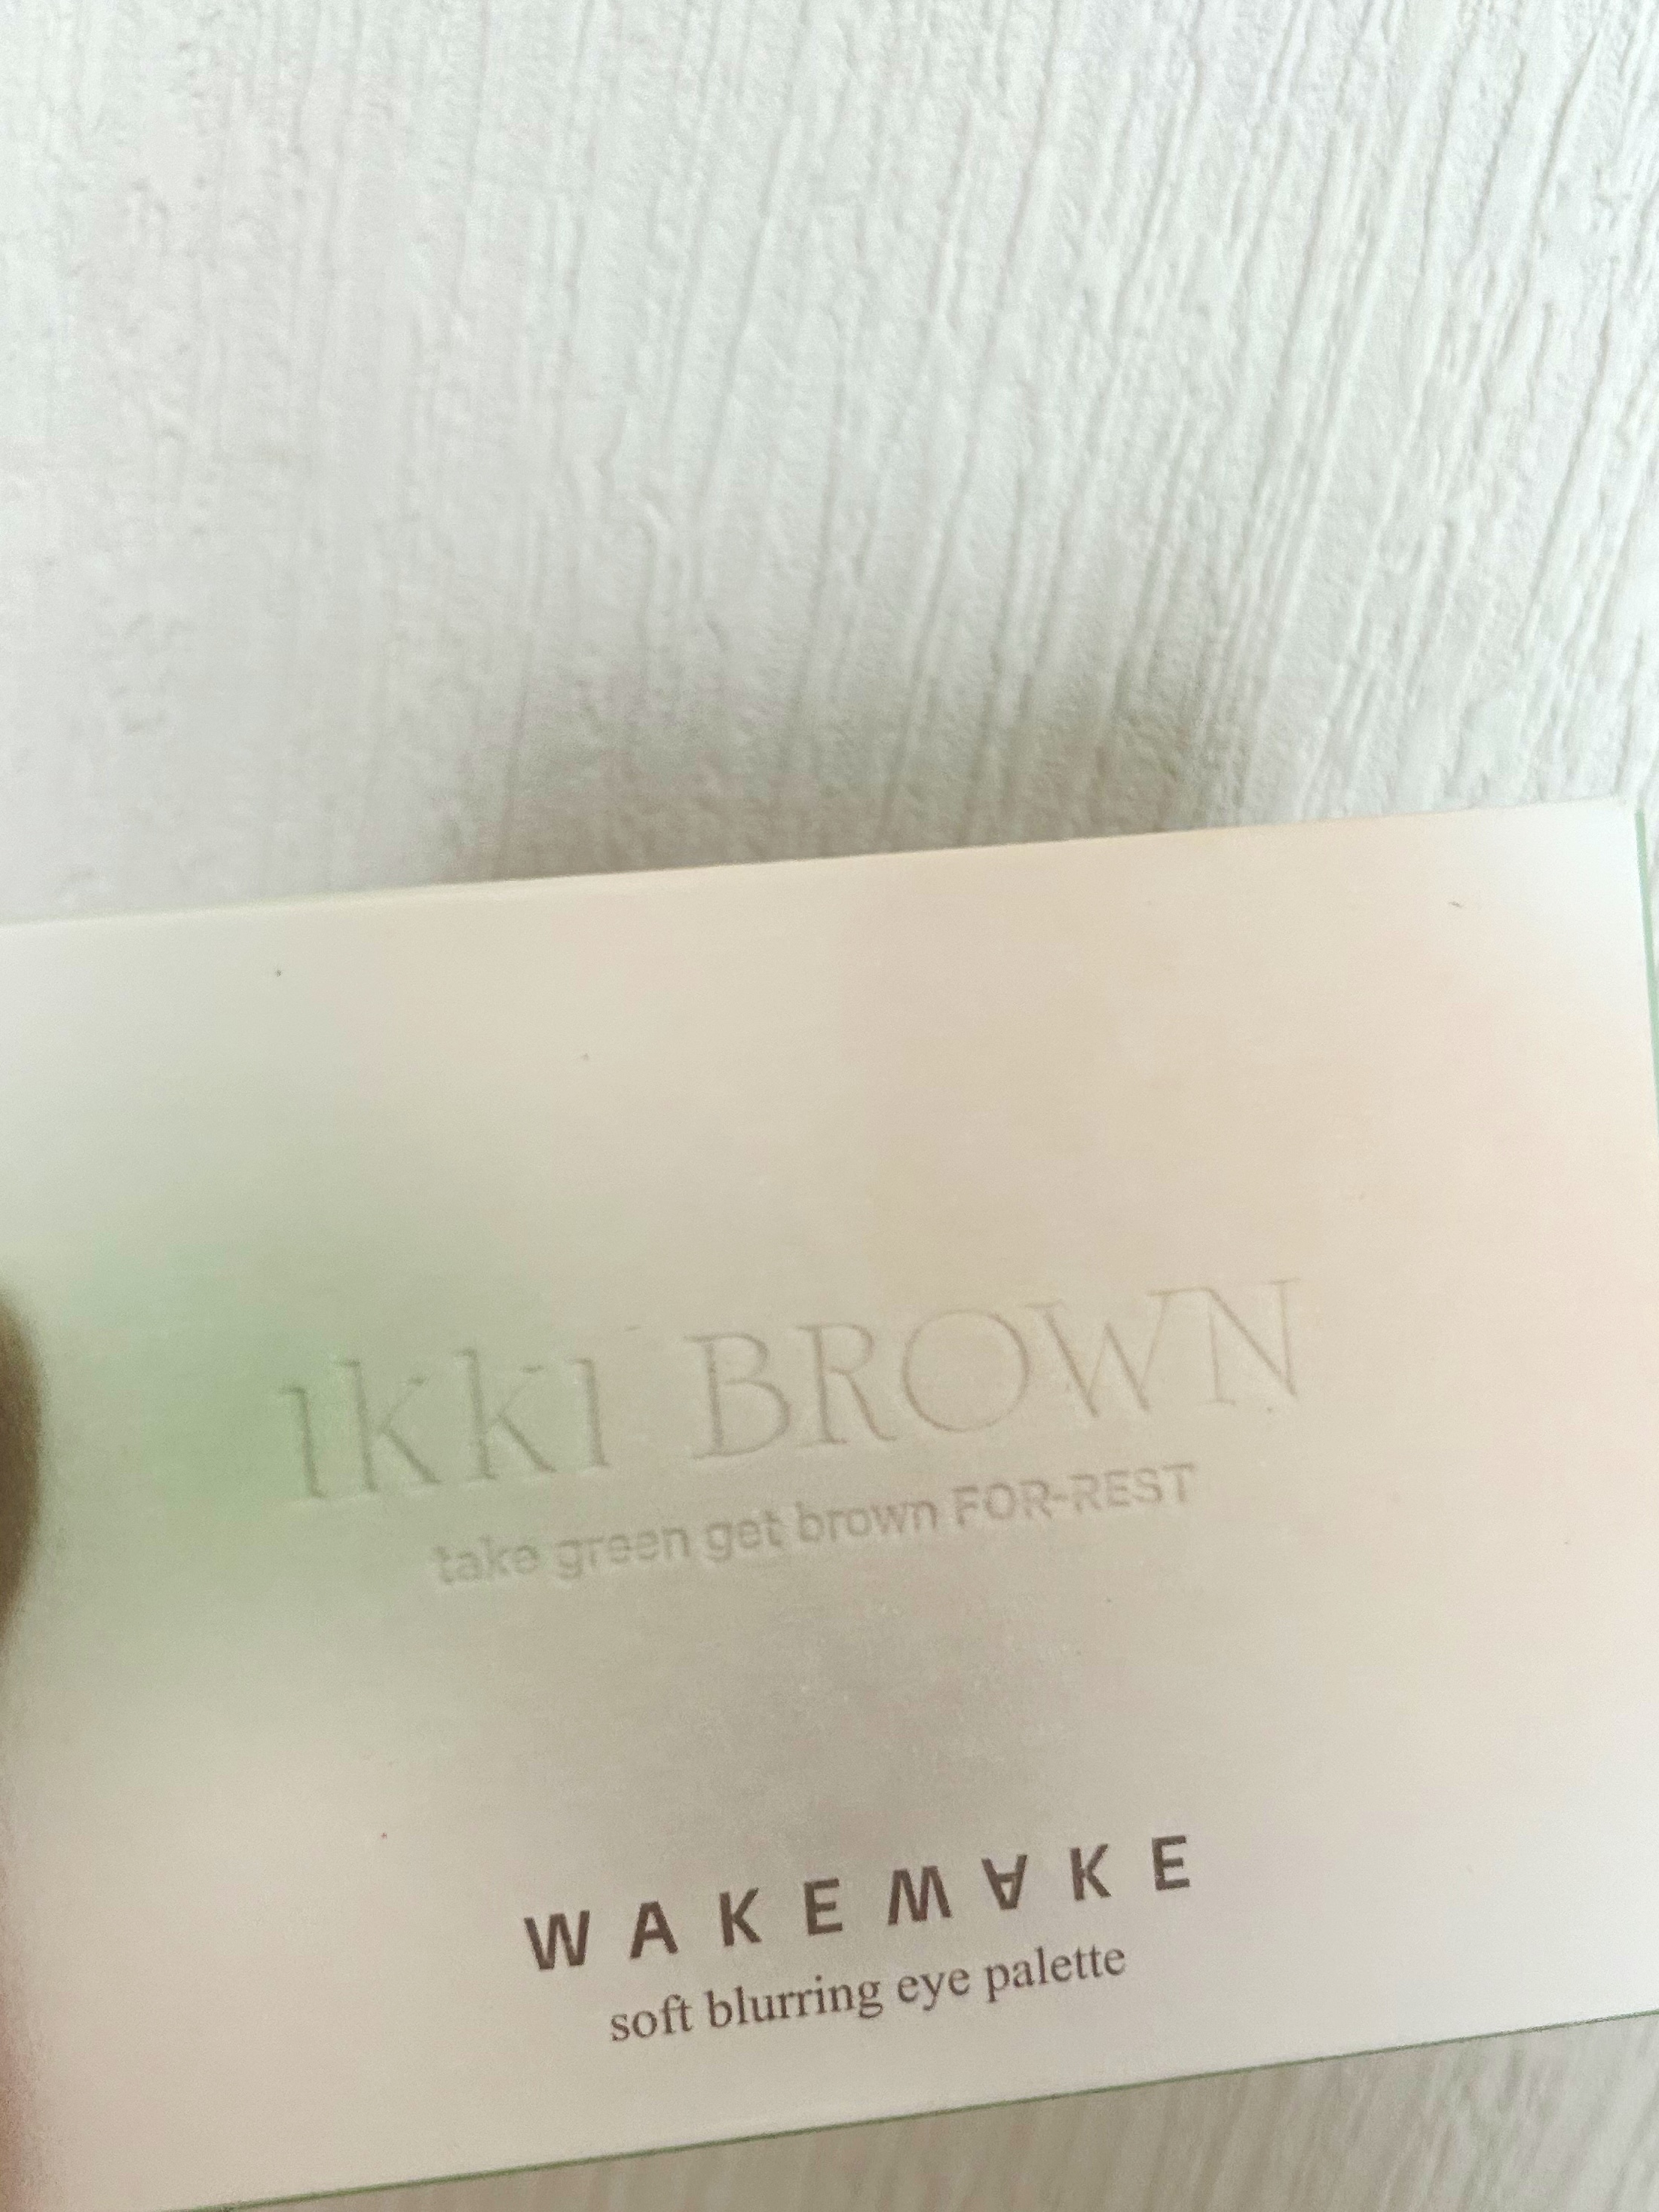 IKKI BROWN
take green get brown FOR-REST
WAKEMAKE
soft blurring eye palette